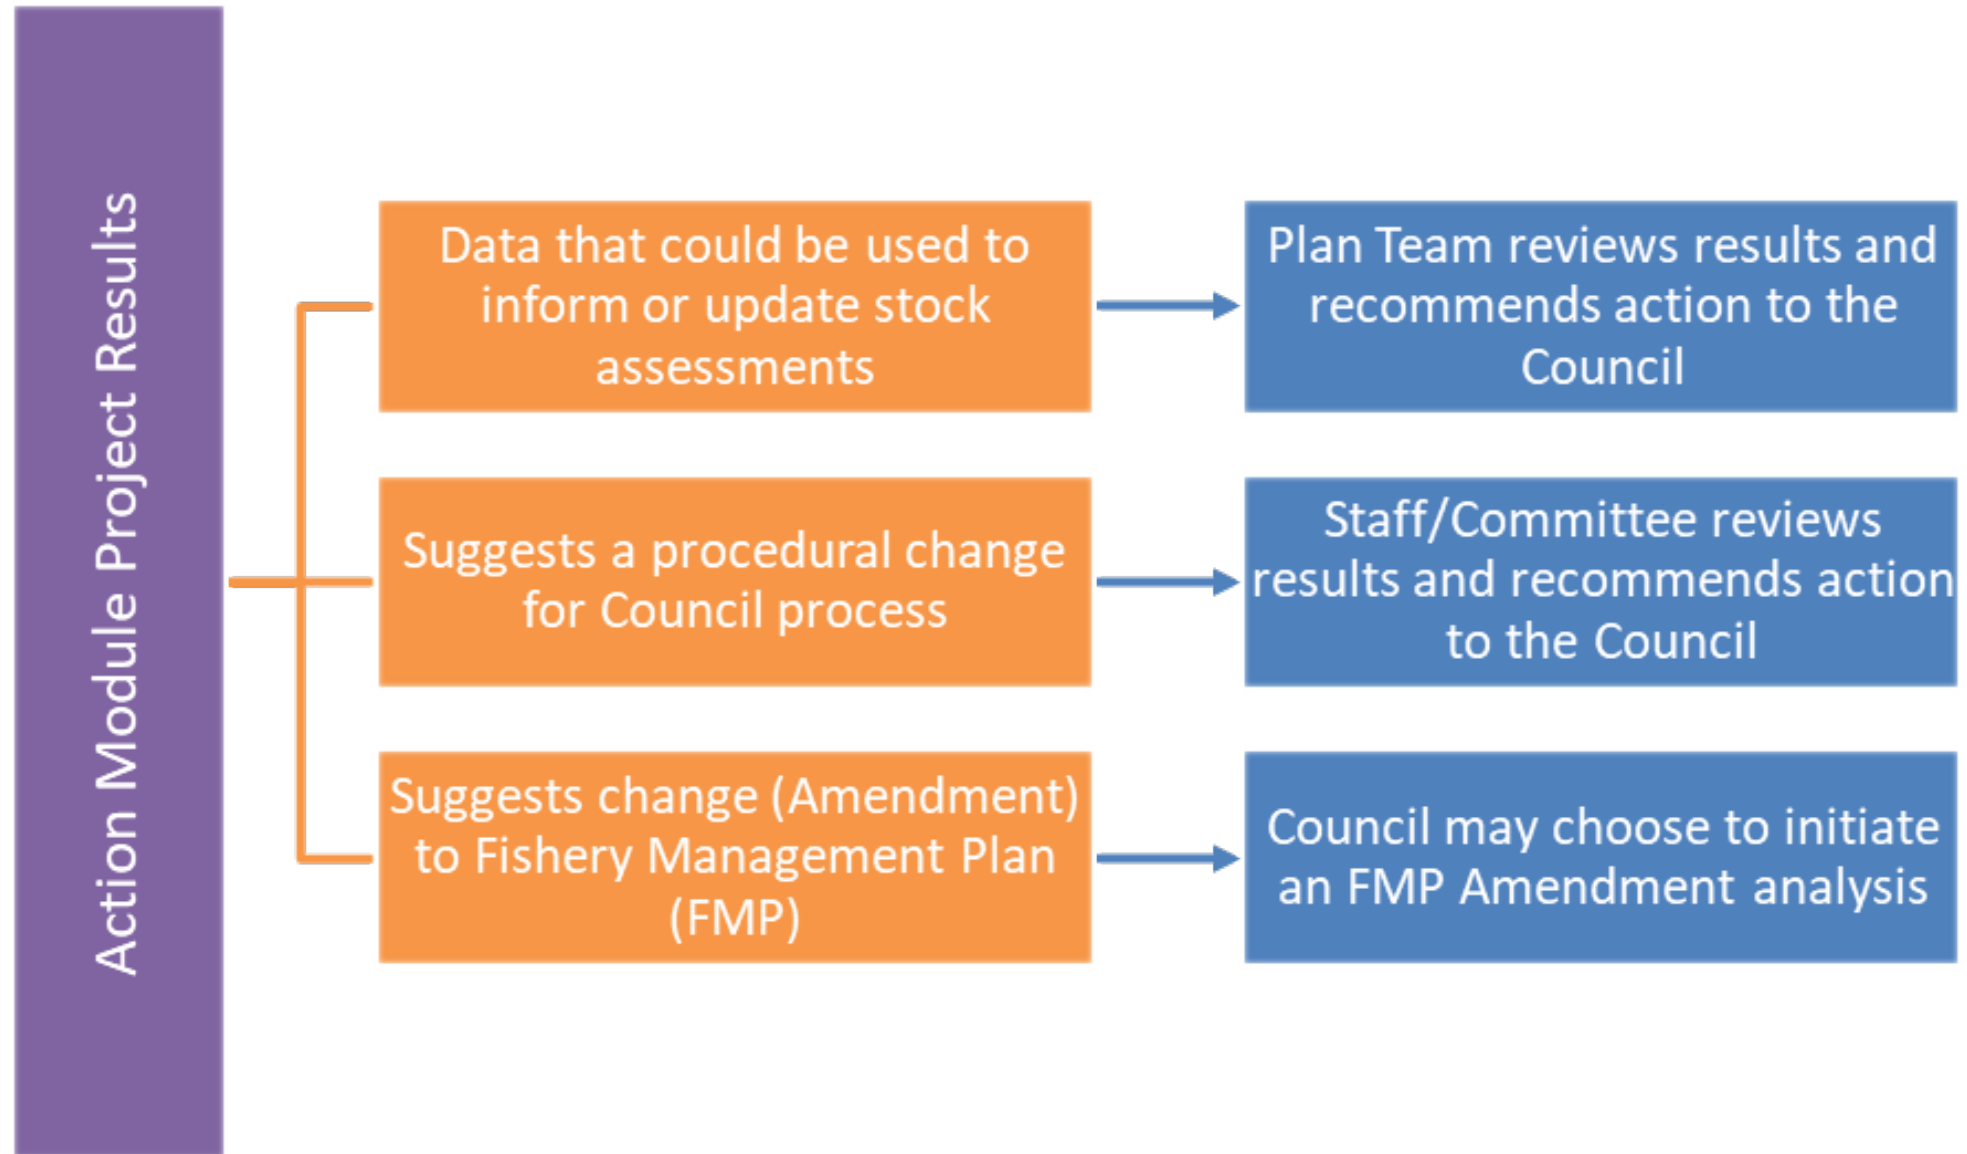 Action Module Project Results
Data that could be used to
inform or update stock
assessments
Plan Team reviews results and
recommends action to the
Council
Suggests a procedural change
for Council process
Staff/Committee reviews
results and recommends action
to the Council
Suggests change (Amendment)
to Fishery Management Plan
(FMP)
Council may choose to initiate
an FMP Amendment analysis